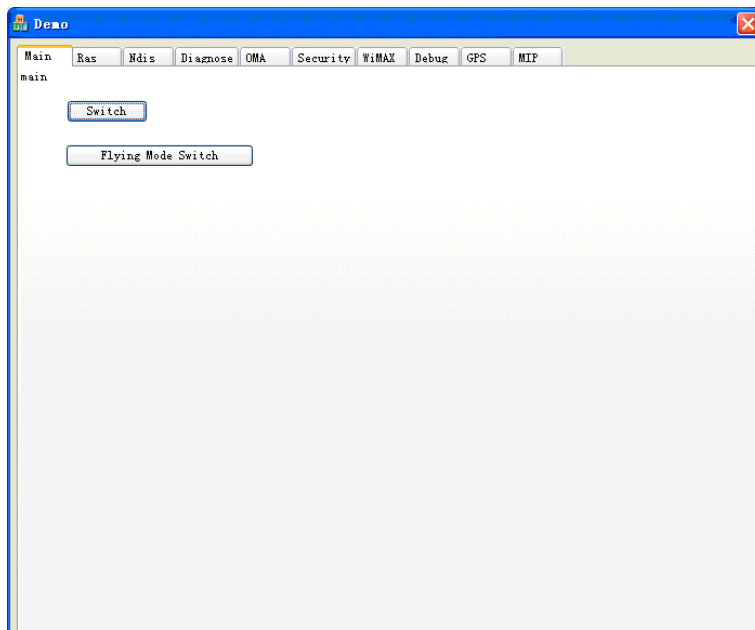 Demo
Main Ras Ndis Diagnose OMA Security WiMAX Debug GPS MIP
main
Switch
Flying Mode Switch